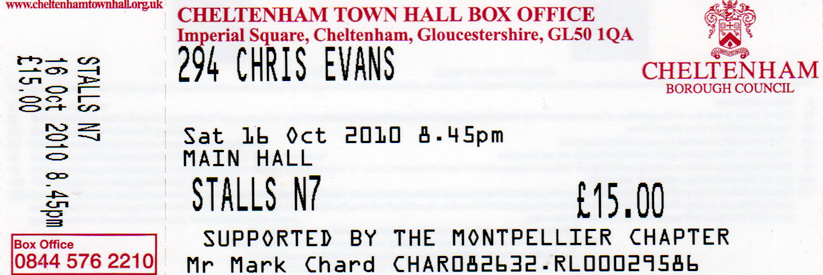 www.cheltenhamtownhall.org.uk
STALLS N7
16 Oct 2010 8.45pm
£15.00
Box Office
0844 576 2210
CHELTENHAM TOWN HALL BOX OFFICE
Imperial Square, Cheltenham, Gloucestershire, GL50 1QA
294 CHRIS EVANS
CHELTENHAM
BOROUGH COUNCIL
Sat 16 Oct 2010 8.45pm
MAIN HALL
STALLS N7
£15.00
SUPPORTED BY THE MONTPELLIER CHAPTER
Mr Mark Chard CHAR082632.RL00029586